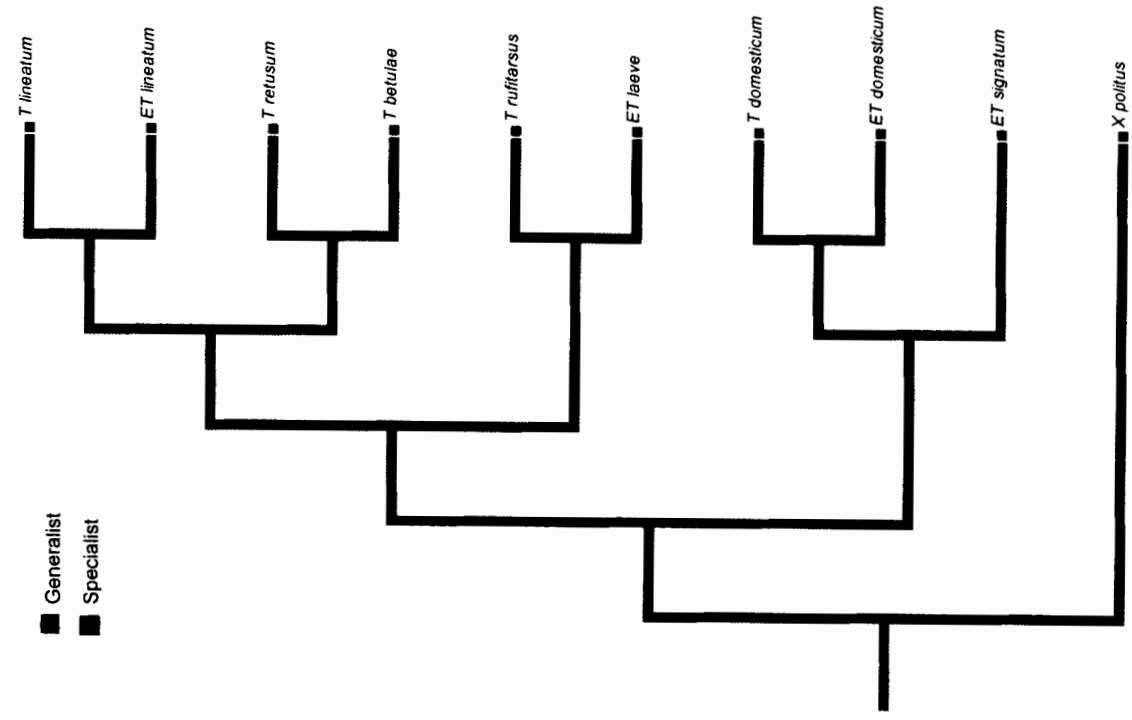 T lineatum
ET lineatum
T retusum
T betulae
T rufitarsus
ET laeve
T domesticum
ET domesticum
ET signatum
X politus
Generalist
Specialist